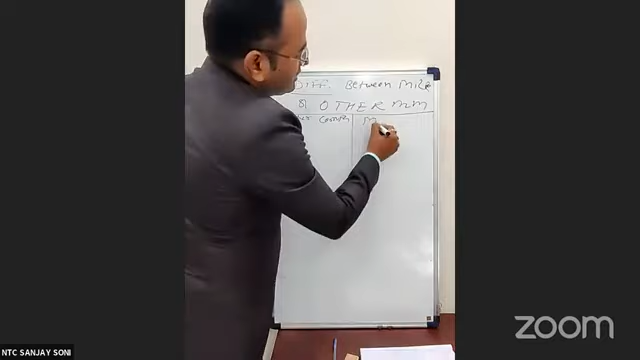 DIFF. Between MILK
& OTHER MLM
M
zoom
NTC SANJAY SONI